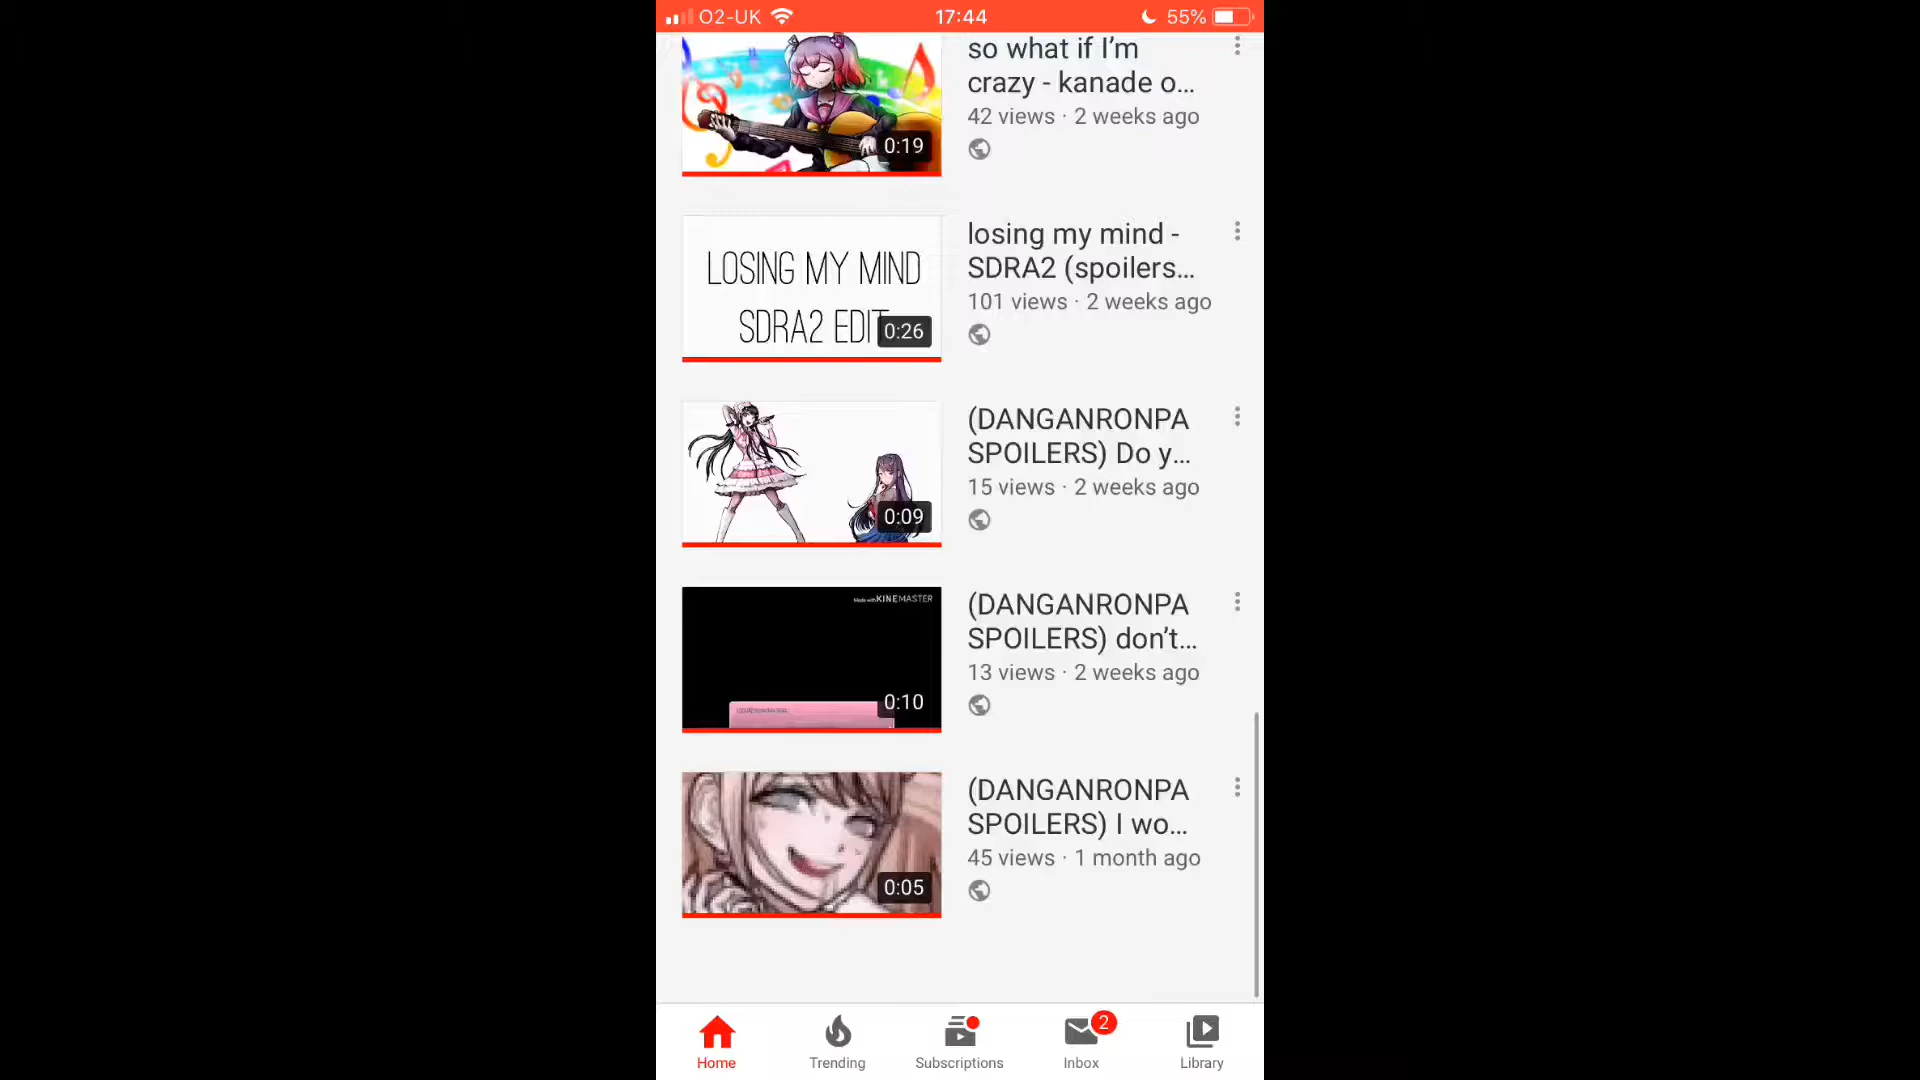 O2-UK 17:44 55%
so what if I’m
crazy - kanade o...
42 views · 2 weeks ago
0:19
LOSING MY MIND
SDRA2 EDIT
0:26
losing my mind -
SDRA2 (spoilers...
101 views · 2 weeks ago
(DANGANRONPA
SPOILERS) Do y...
15 views · 2 weeks ago
0:09
Made with KINEMASTER
0:10
(DANGANRONPA
SPOILERS) don’t...
13 views · 2 weeks ago
(DANGANRONPA
SPOILERS) I wo...
45 views · 1 month ago
0:05
2
Home Trending Subscriptions Inbox Library